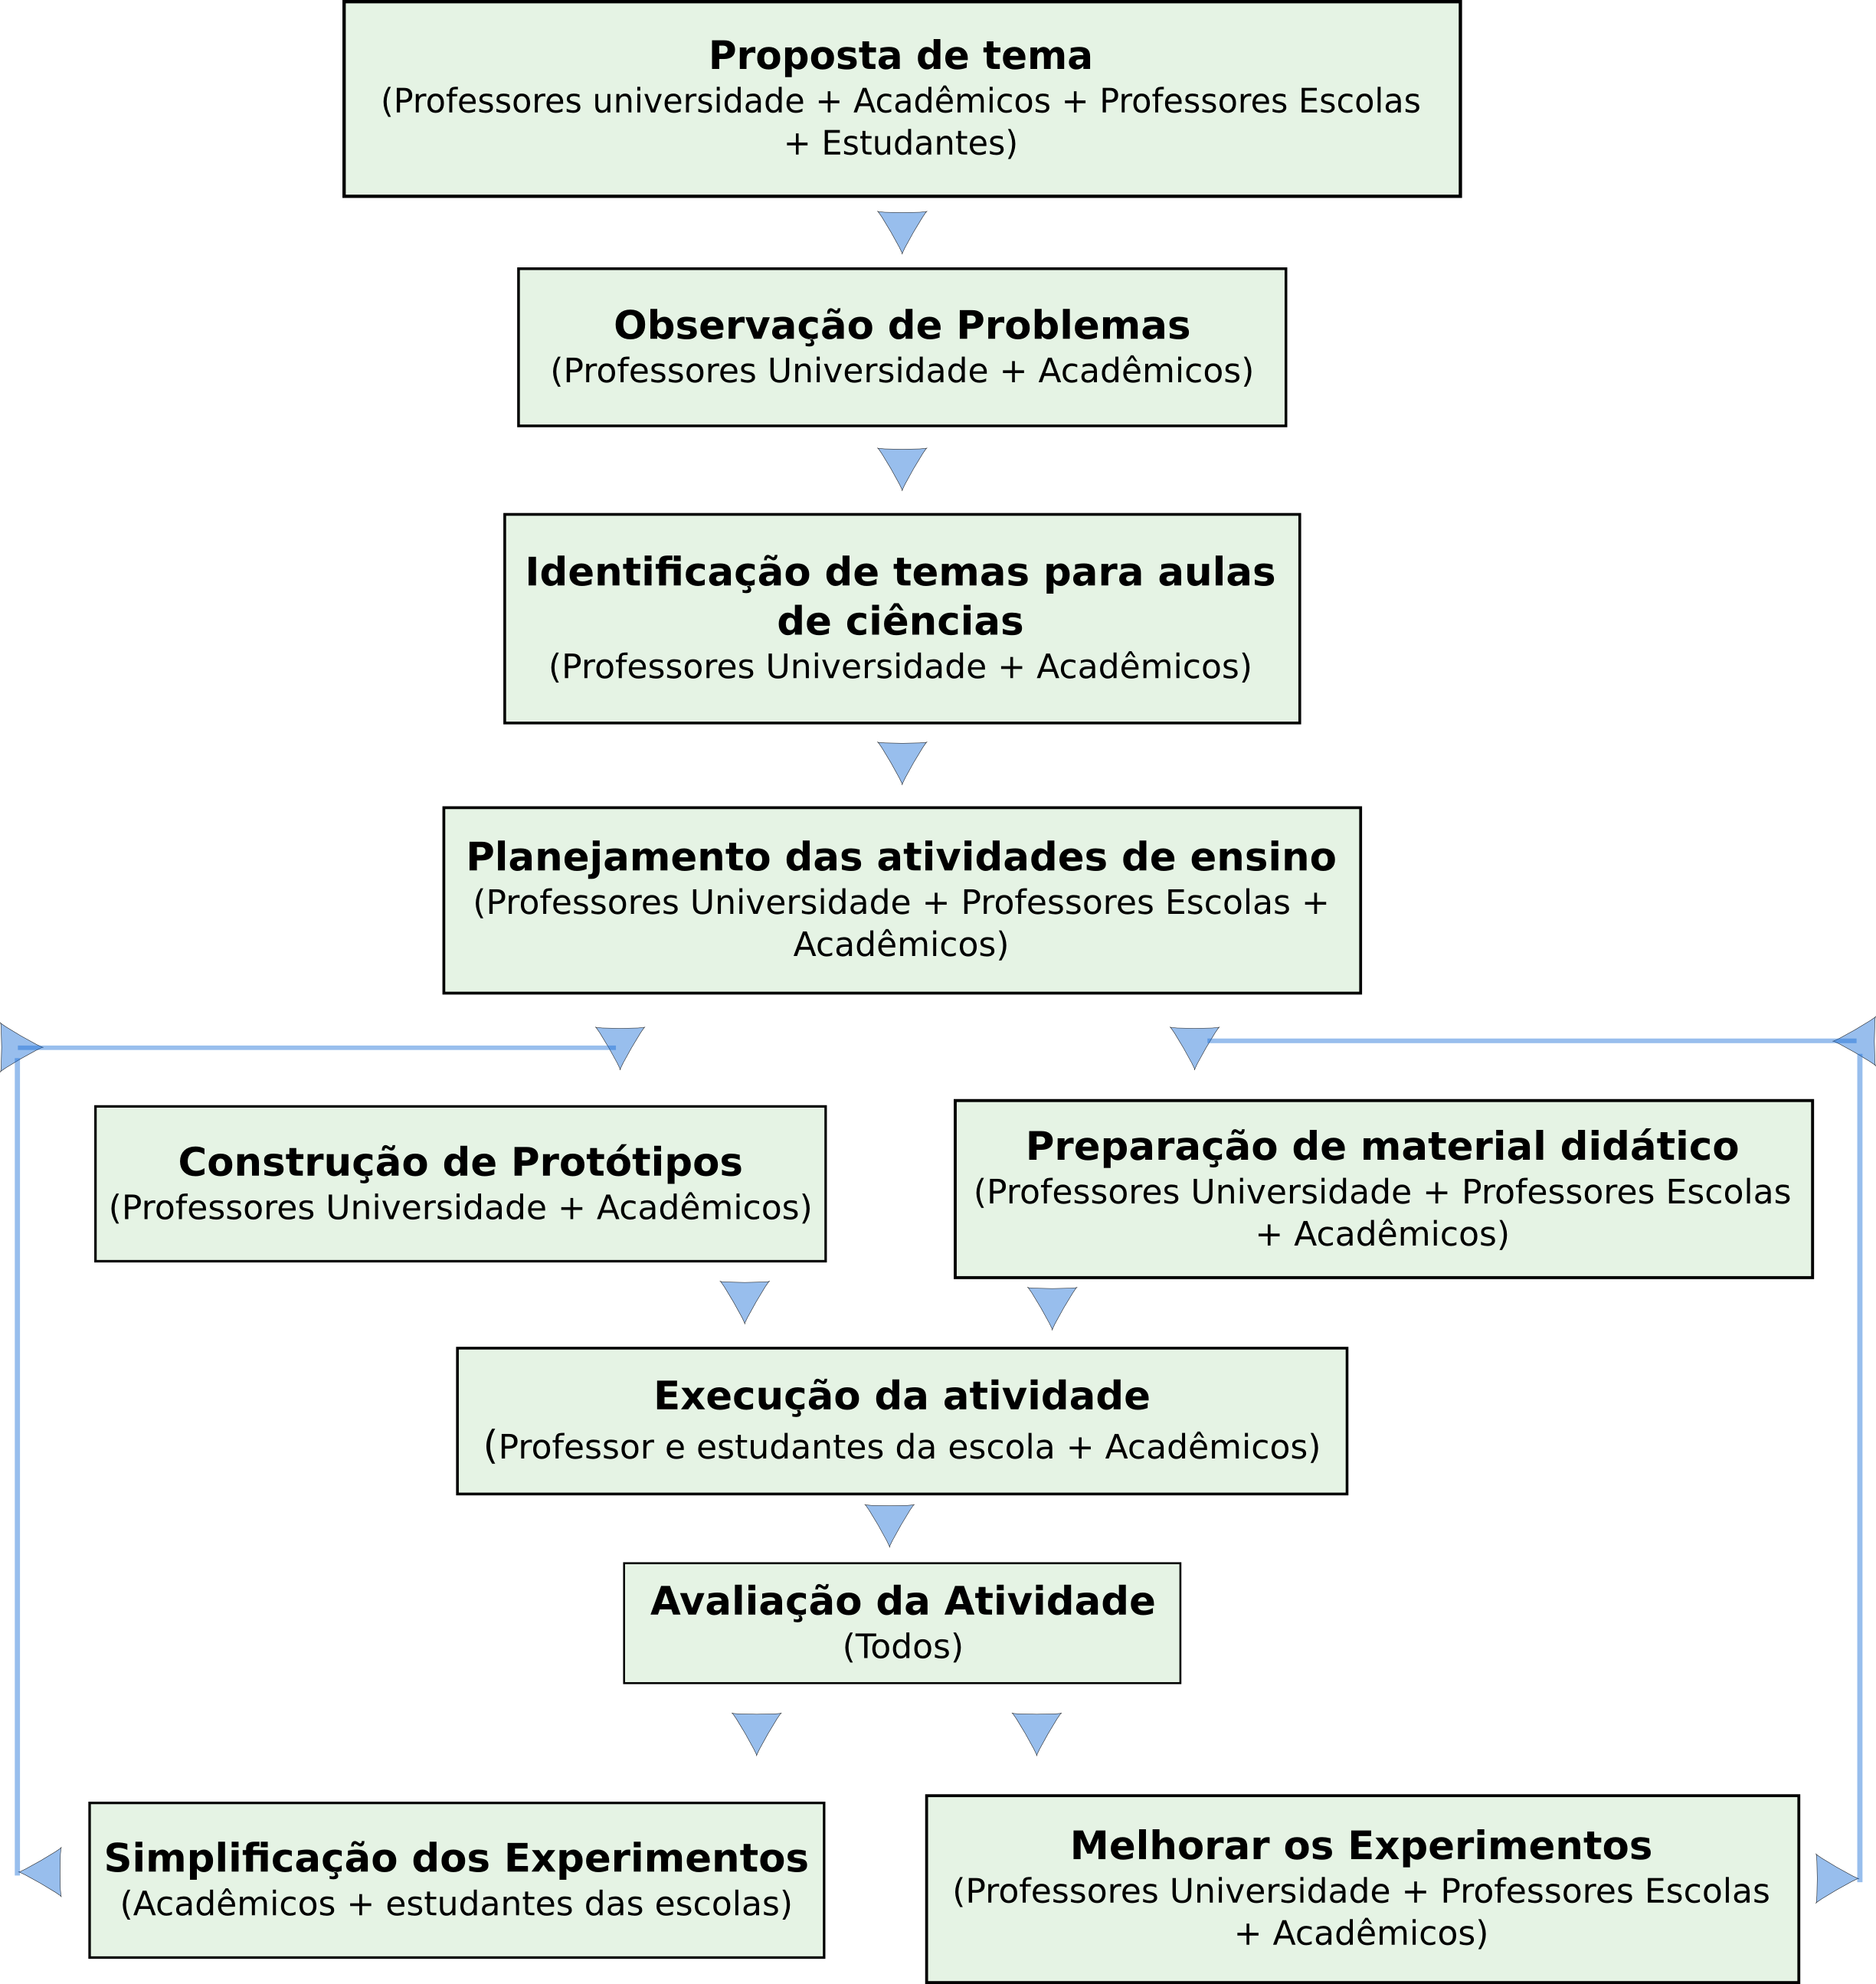 Proposta de tema
(Professores universidade + Acadêmicos + Professores Escolas
+ Estudantes)
Observação de Problemas
(Professores Universidade + Acadêmicos)
Identificação de temas para aulas
de ciências
(Professores Universidade + Acadêmicos)
Planejamento das atividades de ensino
(Professores Universidade + Professores Escolas +
Acadêmicos)
Construção de Protótipos
(Professores Universidade + Acadêmicos)
Preparação de material didático
(Professores Universidade + Professores Escolas
+ Acadêmicos)
Execução da atividade
(Professor e estudantes da escola + Acadêmicos)
Avaliação da Atividade
(Todos)
Simplificação dos Experimentos
(Acadêmicos + estudantes das escolas)
Melhorar os Experimentos
(Professores Universidade + Professores Escolas
+ Acadêmicos)